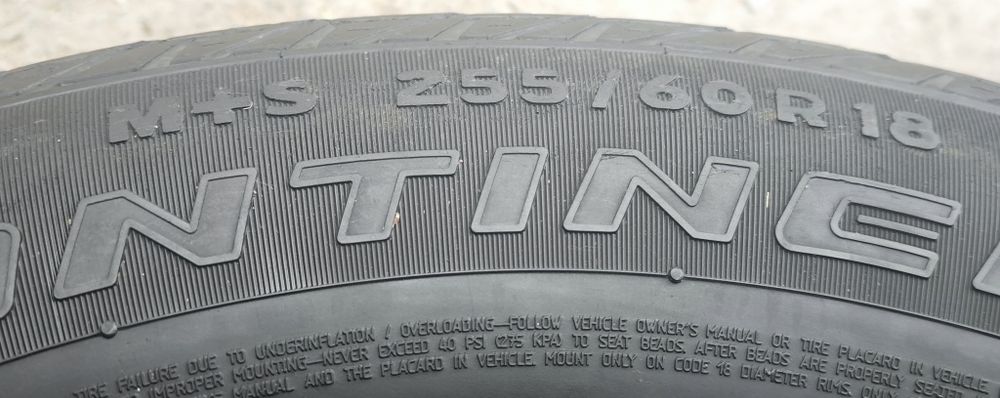 M+S 255/60R18
ONTINE
TIRE FAILURE DUE TO UNDERINFLATION / OVERLOADING—FOLLOW VEHICLE OWNER'S MANUAL OR TIRE PLACARD IN VEHICLE
IMPROPER MOUNTING—NEVER EXCEED 40 PSI (275 KPA) TO SEAT BEADS. AFTER BEADS ARE PROPERLY
MANUAL AND THE PLACARD IN VEHICLE. MOUNT ONLY ON CODE 18 DIAMETER RIMS. ONLY